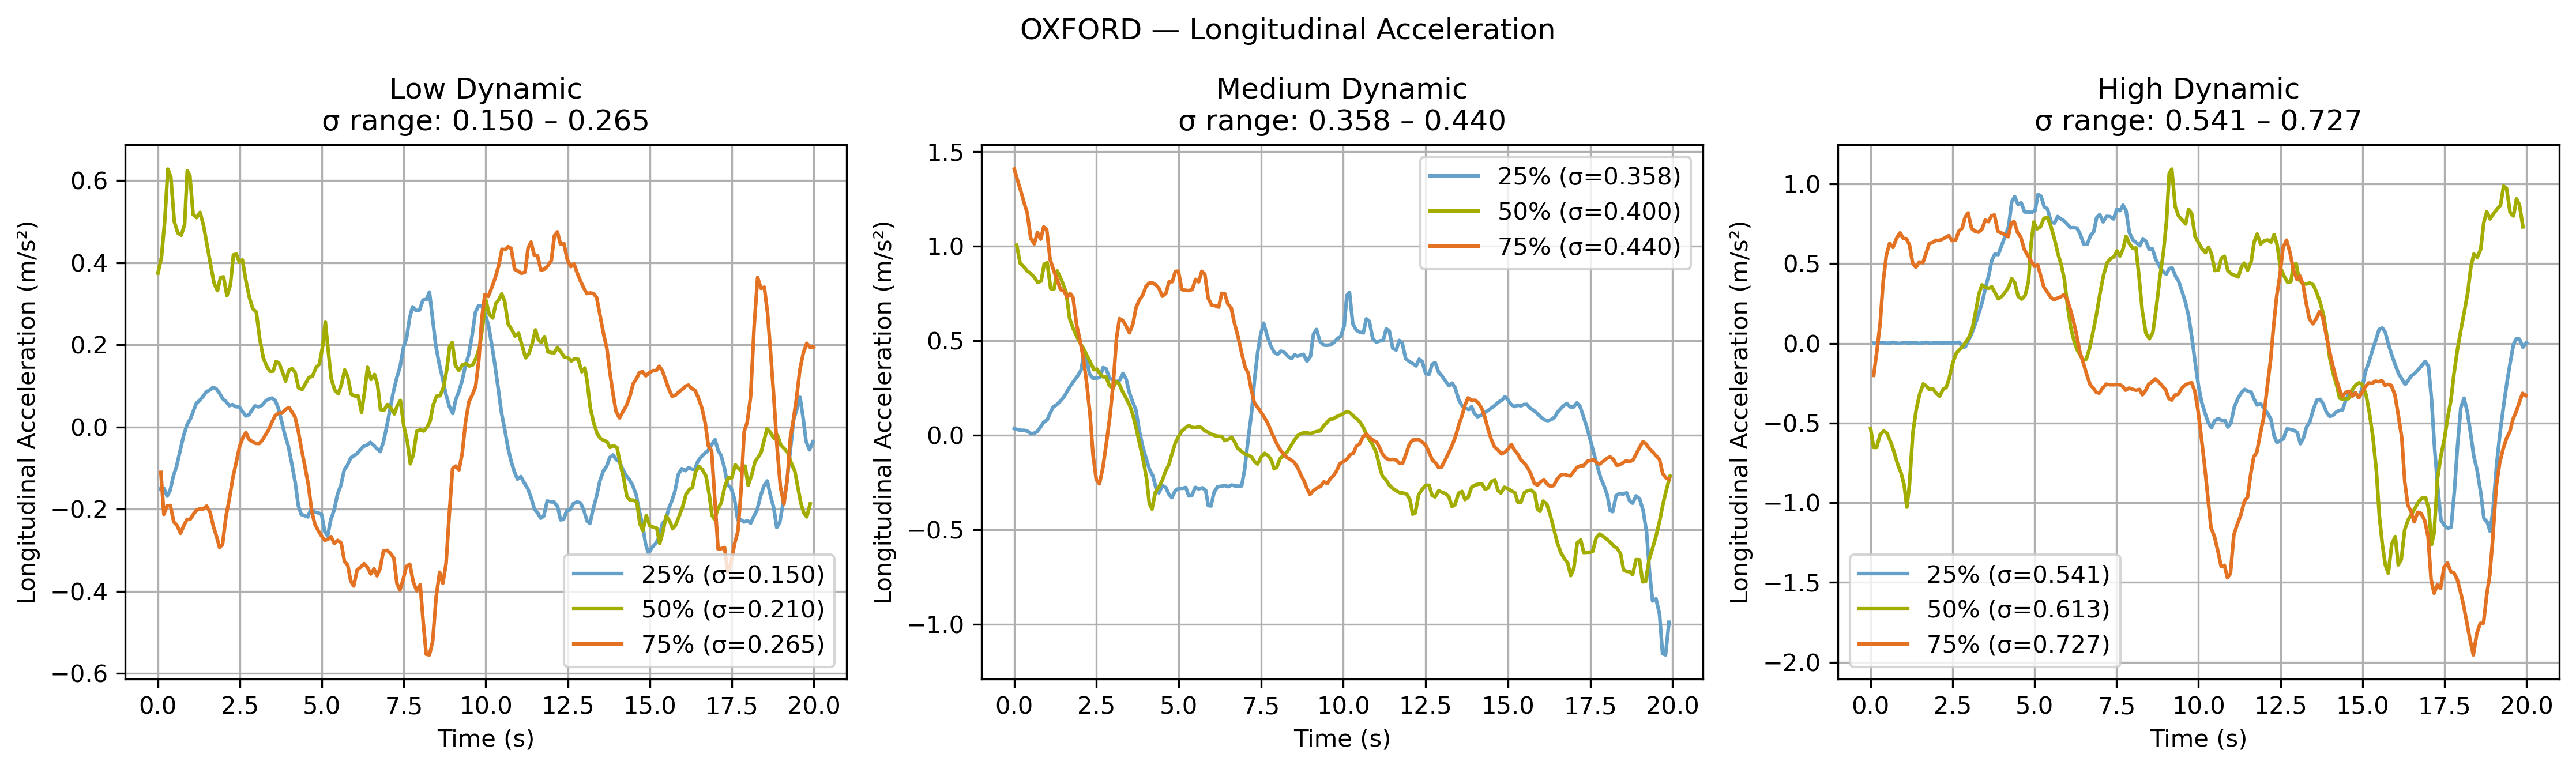 OXFORD — Longitudinal Acceleration
Low Dynamic
σ range: 0.150 – 0.265
Longitudinal Acceleration (m/s²)
0.6
0.4
0.2
0.0
−0.2
−0.4
−0.6
25% (σ=0.150)
50% (σ=0.210)
75% (σ=0.265)
0.0 2.5 5.0 7.5 10.0 12.5 15.0 17.5 20.0
Time (s)
Medium Dynamic
σ range: 0.358 – 0.440
Longitudinal Acceleration (m/s²)
1.5
1.0
0.5
0.0
−0.5
−1.0
25% (σ=0.358)
50% (σ=0.400)
75% (σ=0.440)
0.0 2.5 5.0 7.5 10.0 12.5 15.0 17.5 20.0
Time (s)
High Dynamic
σ range: 0.541 – 0.727
Longitudinal Acceleration (m/s²)
1.0
0.5
0.0
−0.5
−1.0
−1.5
−2.0
25% (σ=0.541)
50% (σ=0.613)
75% (σ=0.727)
0.0 2.5 5.0 7.5 10.0 12.5 15.0 17.5 20.0
Time (s)